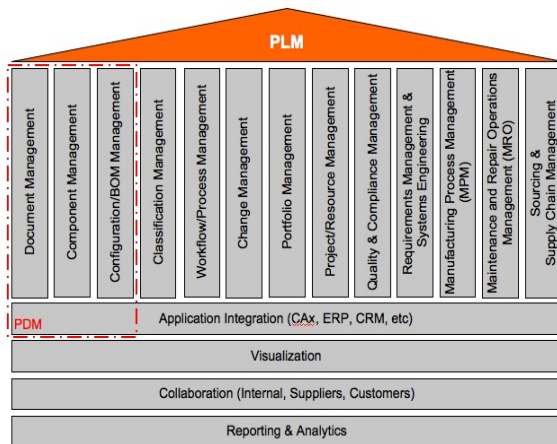 PLM
Document Management
Component Management
Configuration/BOM Management
Classification Management
Workflow/Process Management
Change Management
Portfolio Management
Project/Resource Management
Quality & Compliance Management
Requirements Management &
Systems Engineering
Manufacturing Process Management
(MPM)
Maintenance and Repair Operations
Management (MRO)
Sourcing &
Supply Chain Management
PDM
Application Integration (CAx, ERP, CRM, etc)
Visualization
Collaboration (Internal, Suppliers, Customers)
Reporting & Analytics